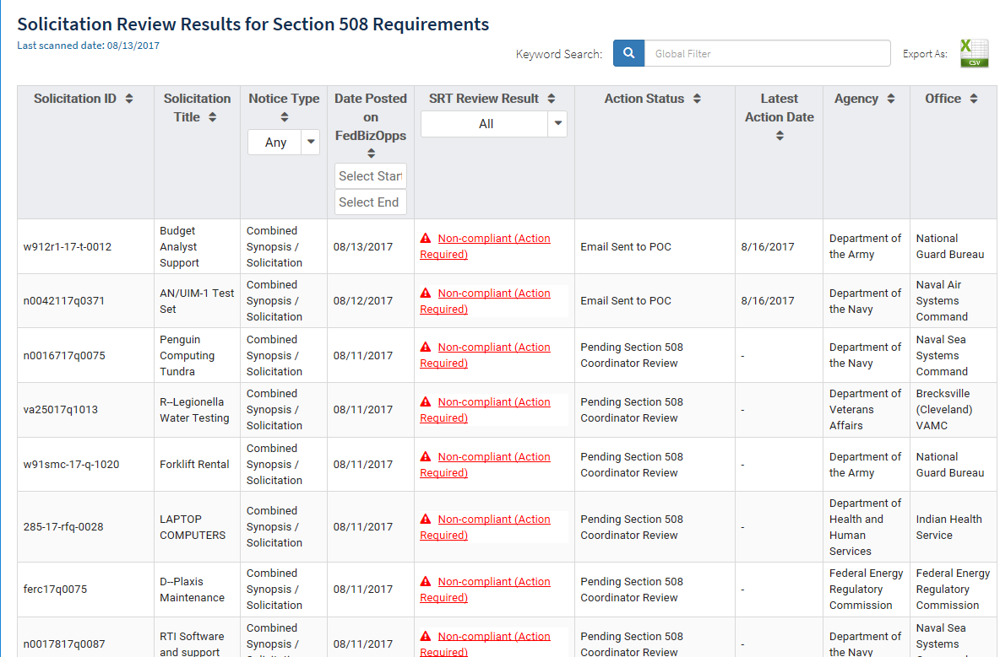 Solicitation Review Results for Section 508 Requirements
Last scanned date: 08/13/2017
Keyword Search:
Global Filter
Export As:
X
CSV
Solicitation ID
Solicitation
Title
Notice Type
Any
Date Posted
on
FedBizOpps
Select Star
Select End
SRT Review Result
All
Action Status
Latest
Action Date
Agency
Office
w912r1-17-t-0012
Budget
Analyst
Support
Combined
Synopsis /
Solicitation
08/13/2017
Non-compliant (Action
Required)
Email Sent to POC
8/16/2017
Department of
the Army
National
Guard Bureau
n0042117q0371
AN/UIM-1 Test
Set
Combined
Synopsis /
Solicitation
08/12/2017
Non-compliant (Action
Required)
Email Sent to POC
8/16/2017
Department of
the Navy
Naval Air
Systems
Command
n0016717q0075
Penguin
Computing
Tundra
Combined
Synopsis /
Solicitation
08/11/2017
Non-compliant (Action
Required)
Pending Section 508
Coordinator Review
-
Department of
the Navy
Naval Sea
Systems
Command
va25017q1013
R--Legionella
Water Testing
Combined
Synopsis /
Solicitation
08/11/2017
Non-compliant (Action
Required)
Pending Section 508
Coordinator Review
-
Department of
Veterans
Affairs
Brecksville
(Cleveland)
VAMC
w91smc-17-q-1020
Forklift Rental
Combined
Synopsis /
Solicitation
08/11/2017
Non-compliant (Action
Required)
Pending Section 508
Coordinator Review
-
Department of
the Army
National
Guard Bureau
285-17-rfq-0028
LAPTOP
COMPUTERS
Combined
Synopsis /
Solicitation
08/11/2017
Non-compliant (Action
Required)
Pending Section 508
Coordinator Review
-
Department of
Health and
Human
Services
Indian Health
Service
ferc17q0075
D--Plaxis
Maintenance
Combined
Synopsis /
Solicitation
08/11/2017
Non-compliant (Action
Required)
Pending Section 508
Coordinator Review
-
Federal Energy
Regulatory
Commission
Federal Energy
Regulatory
Commission
n0017817q0087
RTI Software
and support
Combined
Synopsis /
Solicitation
08/11/2017
Non-compliant (Action
Required)
Pending Section 508
Coordinator Review
-
Department of
the Navy
Naval Sea
Systems